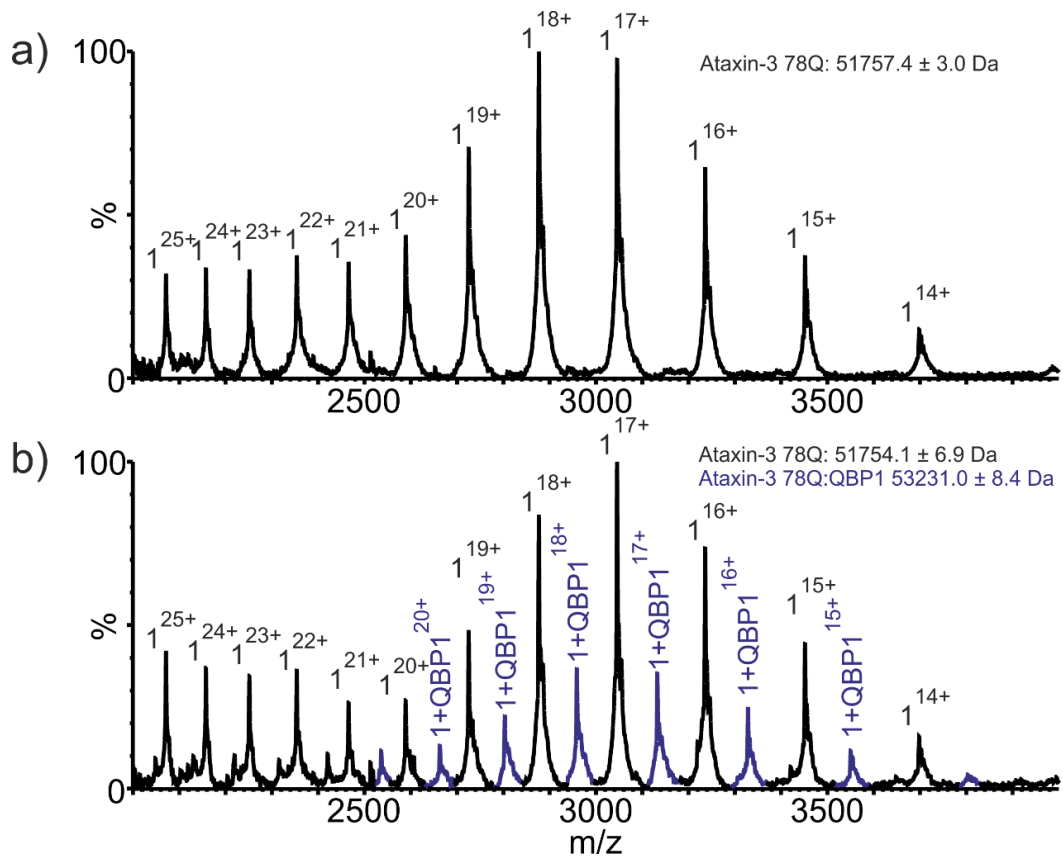 a)
100
%
0
1 25+
1 24+
1 23+
1 22+
1 21+
1 20+
1 19+
1 18+
1 17+
1 16+
1 15+
1 14+
Ataxin-3 78Q: 51757.4 ± 3.0 Da
2500 3000 3500
b)
100
%
0
1 25+
1 24+
1 23+
1 22+
1 21+
1 20+
1+QBP1 20+
1 19+
1+QBP1 19+
1 18+
1+QBP1 18+
1 17+
1+QBP1 17+
1 16+
1+QBP1 16+
1 15+
1+QBP1 15+
1 14+
Ataxin-3 78Q: 51754.1 ± 6.9 Da
Ataxin-3 78Q:QBP1 53231.0 ± 8.4 Da
2500 3000 3500
m/z